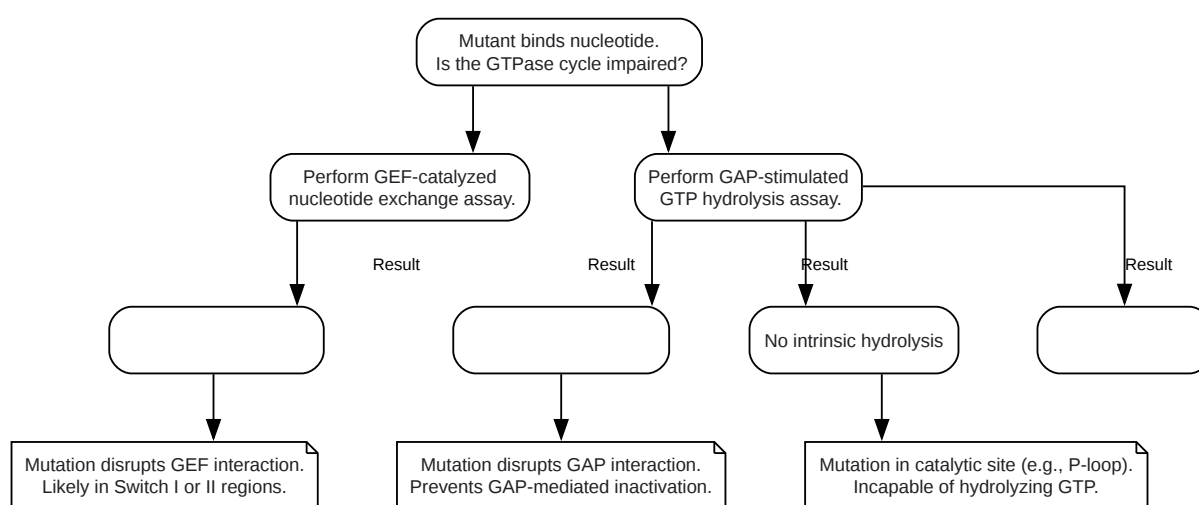 Mutant binds nucleotide.
Is the GTPase cycle impaired?
Perform GEF-catalyzed
nucleotide exchange assay.
Perform GAP-stimulated
GTP hydrolysis assay.
Result
Result
Result
Result
No intrinsic hydrolysis
Mutation disrupts GEF interaction.
Likely in Switch I or II regions.
Mutation disrupts GAP interaction.
Prevents GAP-mediated inactivation.
Mutation in catalytic site (e.g., P-loop).
Incapable of hydrolyzing GTP.